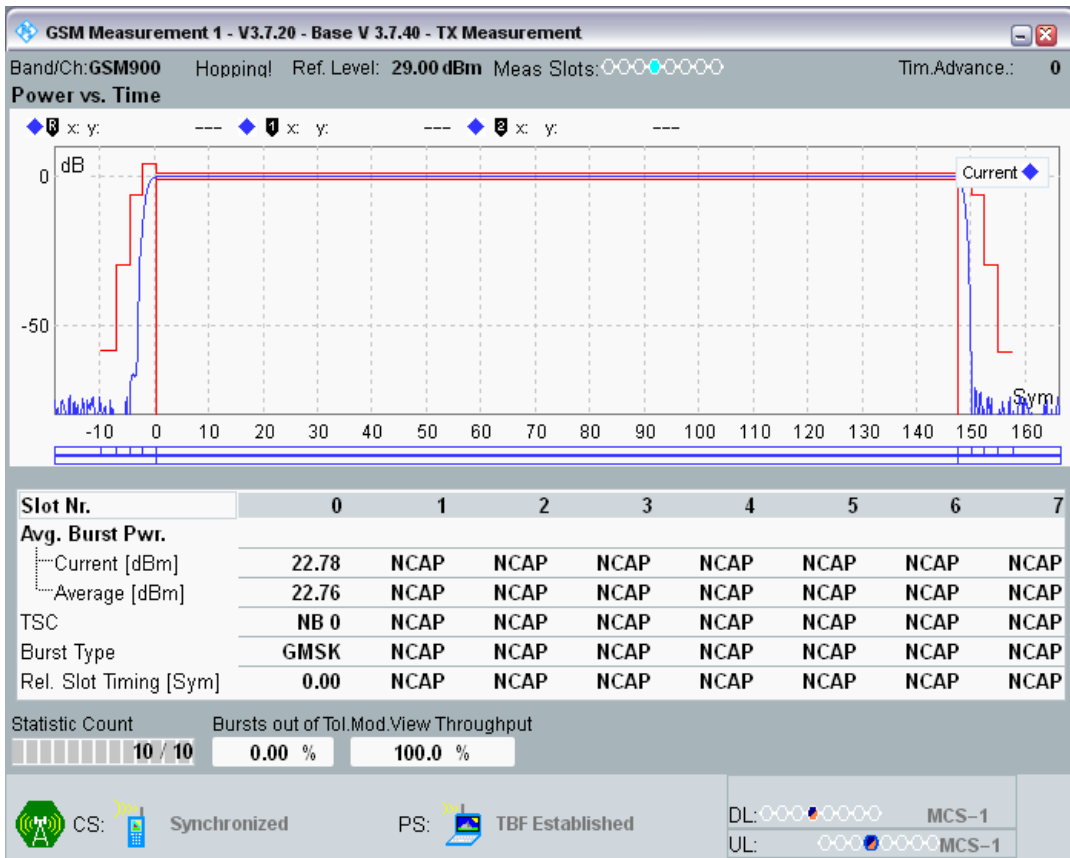 GSM Measurement 1 - V3.7.20 - Base V 3.7.40 - TX Measurement
Band/Ch:GSM900 Hopping! Ref. Level: 29.00 dBm Meas Slots: Tim.Advance.: 0
Power vs. Time
R x: y: --- 1 x: y: --- 2 x: y: ---
dB
Current
0
-50
Sym
-10 0 10 20 30 40 50 60 70 80 90 100 110 120 130 140 150 160
Slot Nr. 0 1 2 3 4 5 6 7
Avg. Burst Pwr.
Current [dBm] 22.78 NCAP NCAP NCAP NCAP NCAP NCAP NCAP
Average [dBm] 22.76 NCAP NCAP NCAP NCAP NCAP NCAP NCAP
TSC NB 0 NCAP NCAP NCAP NCAP NCAP NCAP NCAP
Burst Type GMSK NCAP NCAP NCAP NCAP NCAP NCAP NCAP
Rel. Slot Timing [Sym] 0.00 NCAP NCAP NCAP NCAP NCAP NCAP NCAP
Statistic Count Bursts out of Tol.Mod.View Throughput
10 / 10 0.00 % 100.0 %
CS: Synchronized PS: TBF Established
DL: MCS-1
UL: MCS-1